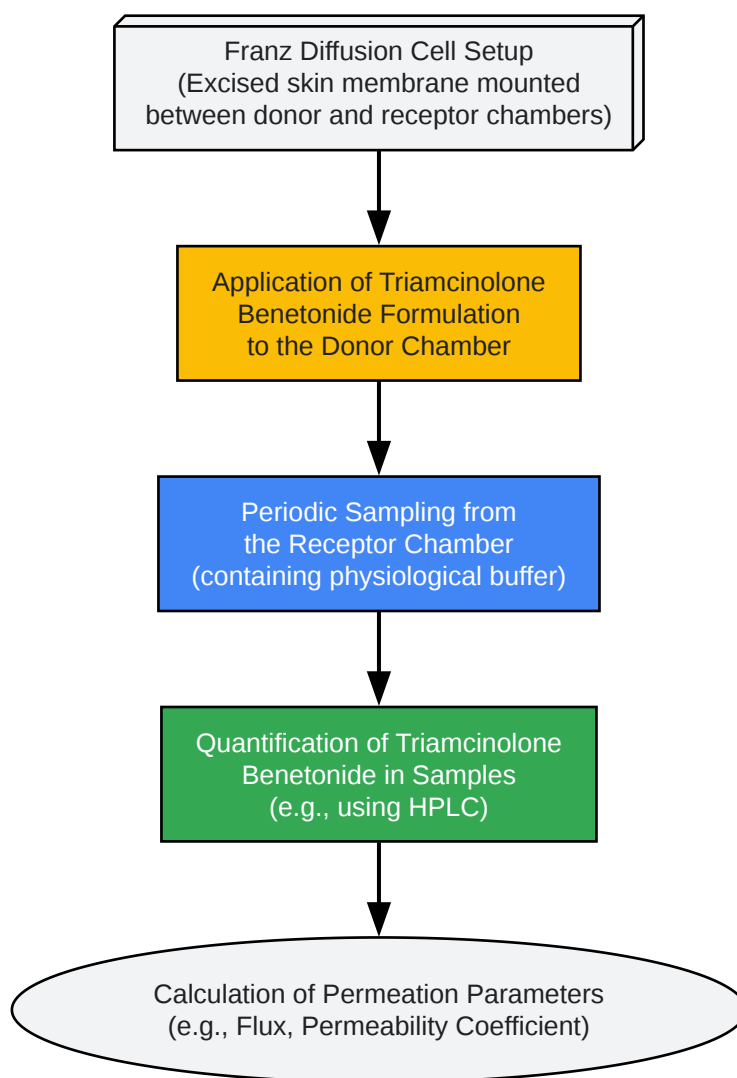 Franz Diffusion Cell Setup
(Excised skin membrane mounted
between donor and receptor chambers)
Application of Triamcinolone
Benetonide Formulation
to the Donor Chamber
Periodic Sampling from
the Receptor Chamber
(containing physiological buffer)
Quantification of Triamcinolone
Benetonide in Samples
(e.g., using HPLC)
Calculation of Permeation Parameters
(e.g., Flux, Permeability Coefficient)